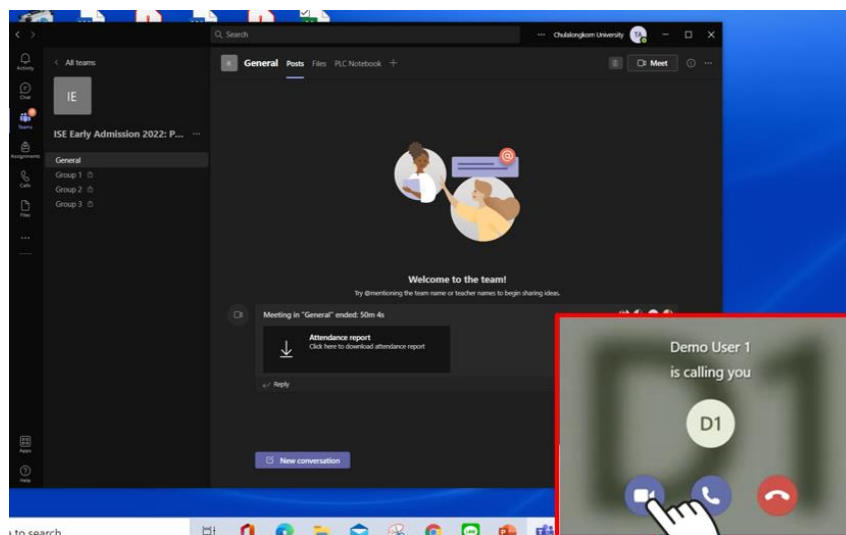 Search
Chulalongkorn University
TA
Activity
Chat
Teams
Assignments
Calls
Files
Apps
Help
All teams
IE
ISE Early Admission 2022: P...
General
Group 1
Group 2
Group 3
General Posts Files PLC Notebook +
Meet
Welcome to the team!
Try @mentioning the team name or teacher names to begin sharing ideas.
Meeting in "General" ended: 50m 4s
Attendance report
Click here to download attendance report
Reply
New conversation
Demo User 1
is calling you
D1
D1
to search
LINE